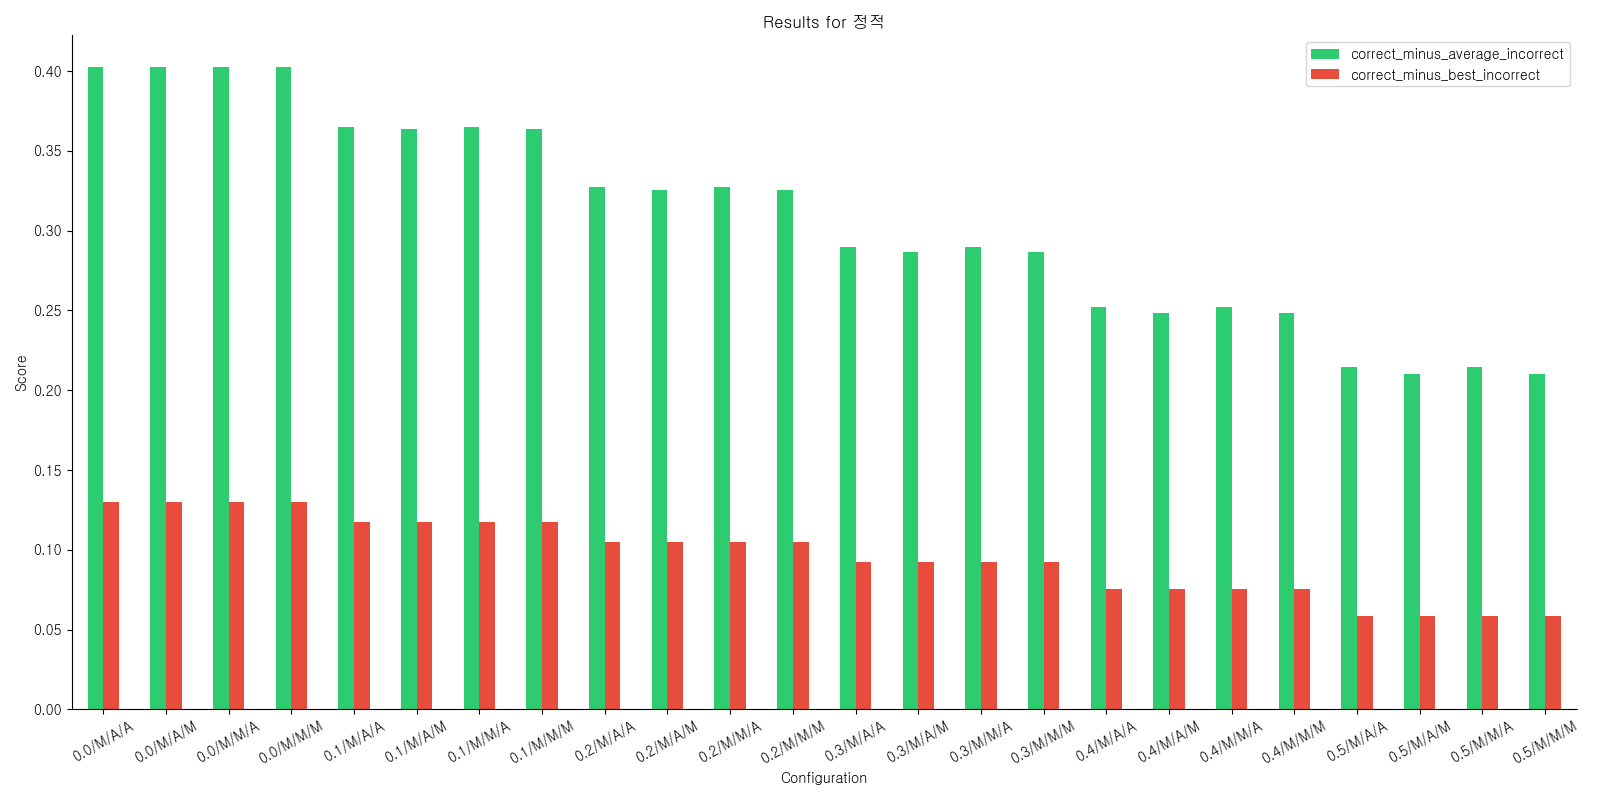 Results for 정적
correct_minus_average_incorrect
correct_minus_best_incorrect
Score
0.40
0.35
0.30
0.25
0.20
0.15
0.10
0.05
0.00
0.0/M/A/A
0.0/M/A/M
0.0/M/M/A
0.0/M/M/M
0.1/M/A/A
0.1/M/A/M
0.1/M/M/A
0.1/M/M/M
0.2/M/A/A
0.2/M/A/M
0.2/M/M/A
0.2/M/M/M
0.3/M/A/A
0.3/M/A/M
0.3/M/M/A
0.3/M/M/M
0.4/M/A/A
0.4/M/A/M
0.4/M/M/A
0.4/M/M/M
0.5/M/A/A
0.5/M/A/M
0.5/M/M/A
0.5/M/M/M
Configuration